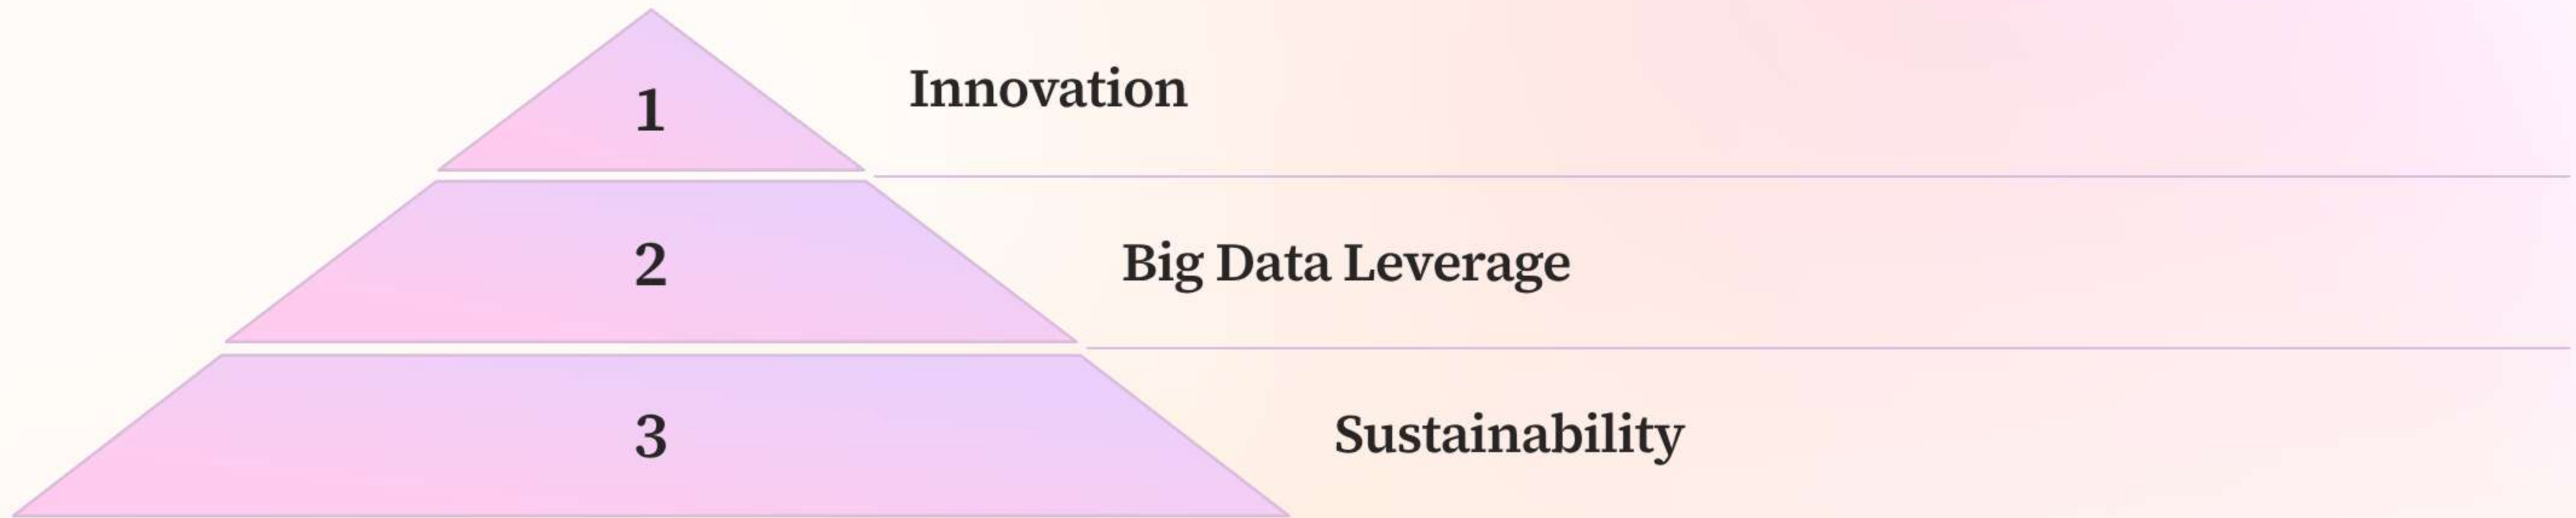 1
Innovation
2
Big Data Leverage
3
Sustainability